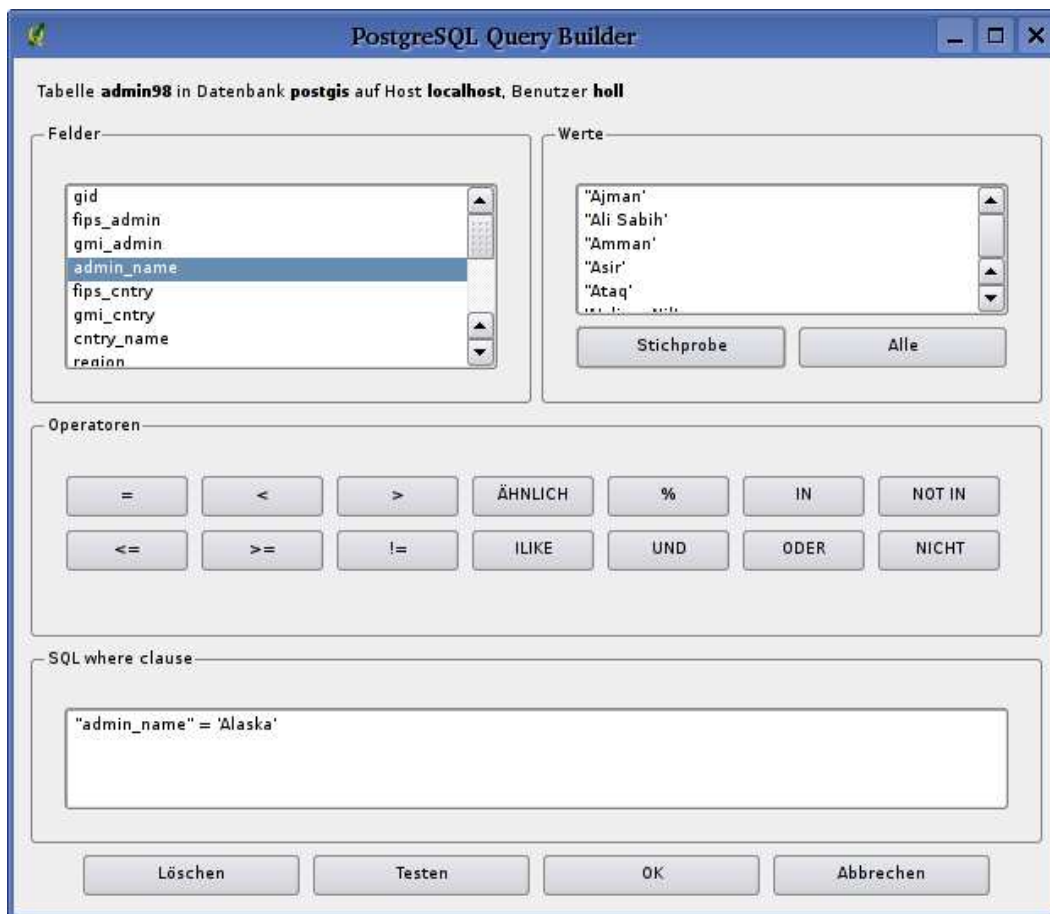 PostgreSQL Query Builder
Tabelle admin98 in Datenbank postgis auf Host localhost, Benutzer holl
Felder
gid
fips_admin
gmi_admin
admin_name
fips_cntry
gmi_cntry
cntry_name
region
Werte
"Ajman'
"Ali Sabih'
"Amman'
"Asir'
"Ataq'
Stichprobe
Alle
Operatoren
= < > ÄHNLICH % IN NOT IN
<= >= != ILIKE UND ODER NICHT
SQL where clause
"admin_name" = 'Alaska'
Löschen Testen OK Abbrechen